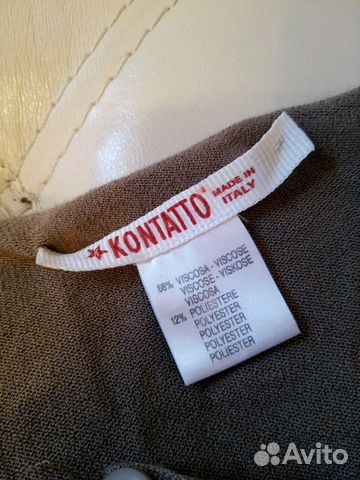 KONTATTO®
MADE IN
ITALY
88% VISCOSA - VISCOSE
VISCOSE - VISKOSE
VISCOSA
12% POLIESTERE
POLYESTER
POLYESTER
POLYESTER
POLIESTER
Avito